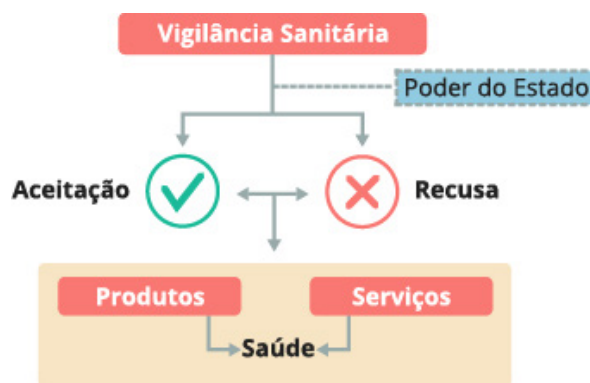 Vigilância Sanitária
Poder do Estado
Aceitação
Recusa
Produtos
Serviços
Saúde